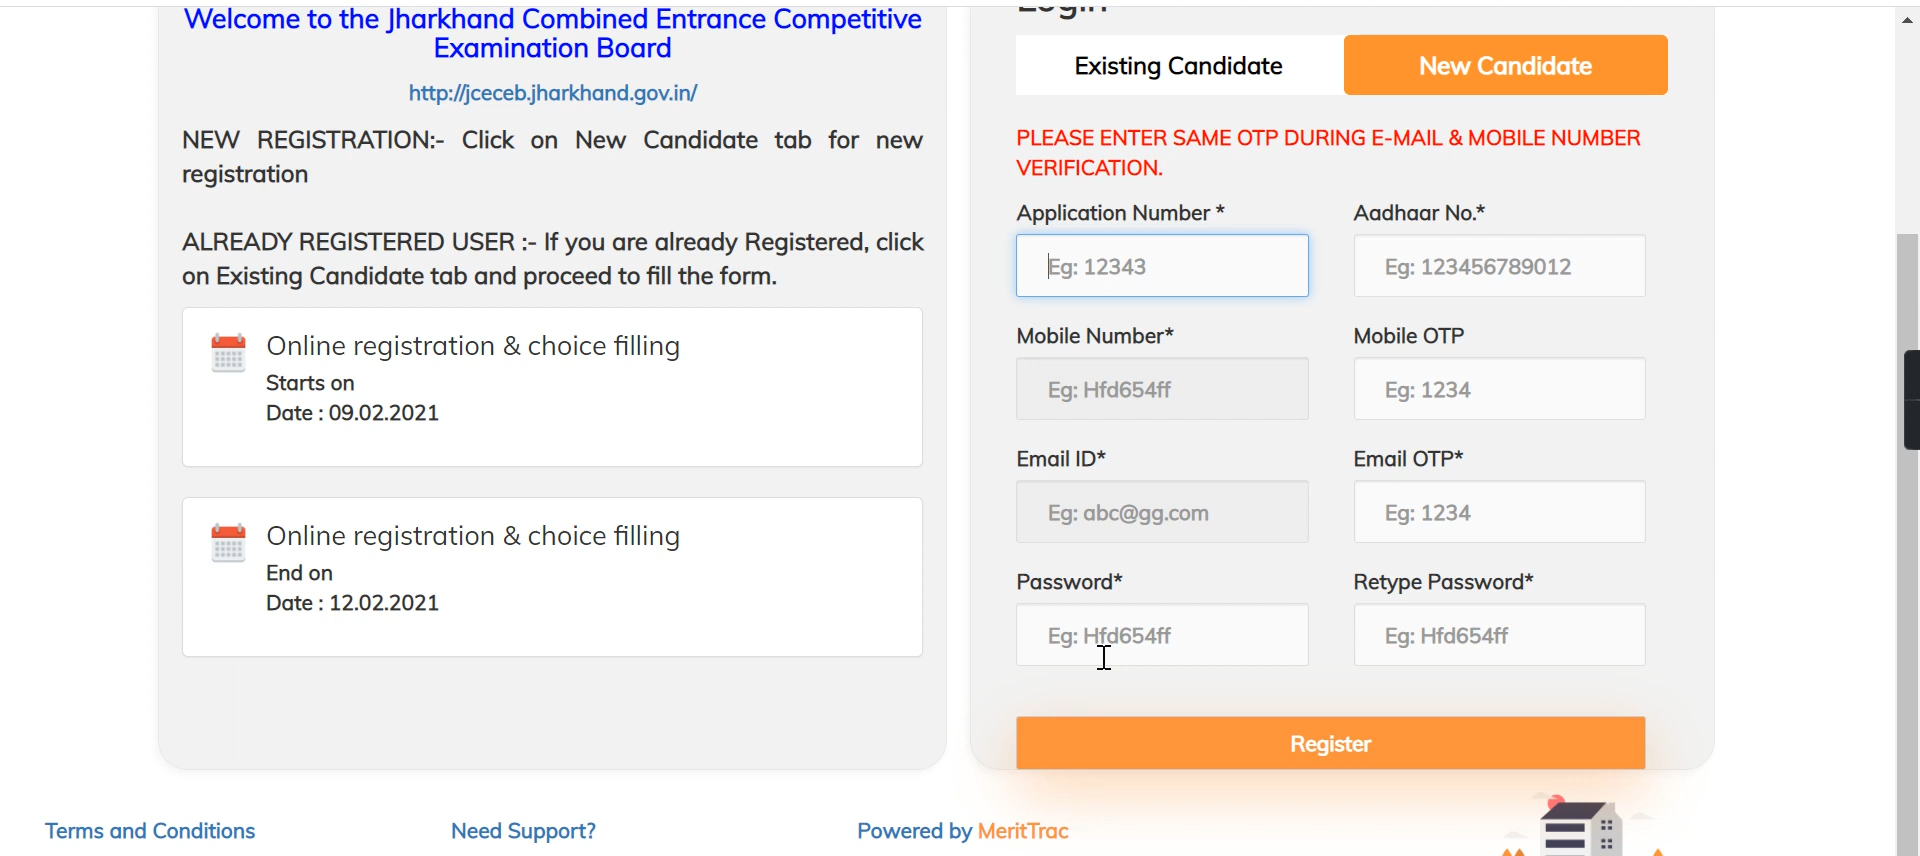 Welcome to the Jharkhand Combined Entrance Competitive
Examination Board
http://jceceb.jharkhand.gov.in/
NEW REGISTRATION:- Click on New Candidate tab for new
registration
ALREADY REGISTERED USER :- If you are already Registered, click
on Existing Candidate tab and proceed to fill the form.
Online registration & choice filling
Starts on
Date : 09.02.2021
Online registration & choice filling
End on
Date : 12.02.2021
Login
Existing Candidate
New Candidate
PLEASE ENTER SAME OTP DURING E-MAIL & MOBILE NUMBER
VERIFICATION.
Application Number *
Aadhaar No.*
Eg: 12343
Eg: 123456789012
Mobile Number*
Mobile OTP
Eg: Hfd654ff
Eg: 1234
Email ID*
Email OTP*
Eg: abc@gg.com
Eg: 1234
Password*
Retype Password*
Eg: Hfd654ff
Eg: Hfd654ff
Register
Terms and Conditions
Need Support?
Powered by MeritTrac